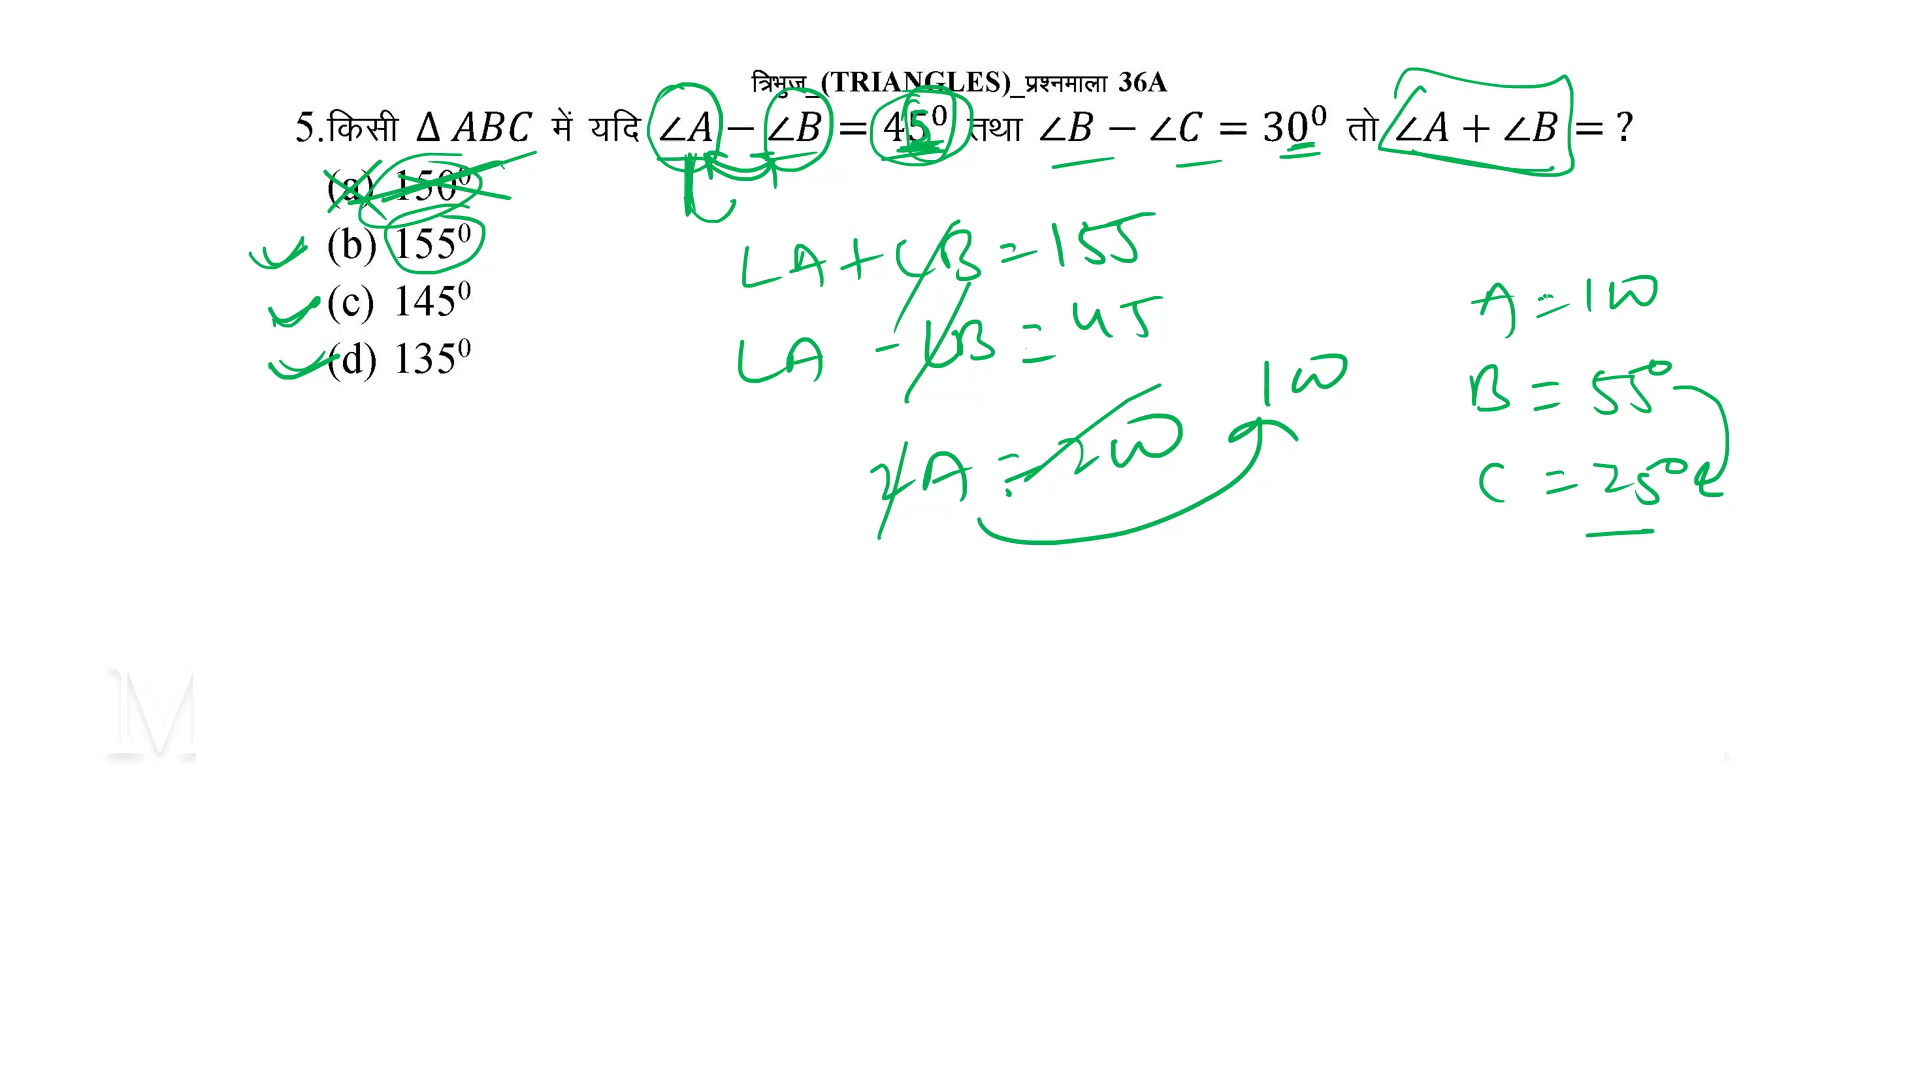 त्रिभुज_(TRIANGLES)_प्रश्नमाला 36A
5.किसी Δ ABC में यदि ∠A − ∠B = 45⁰ तथा ∠B − ∠C = 30⁰ तो ∠A + ∠B = ?
(a) 150⁰
(b) 155⁰
(c) 145⁰
(d) 135⁰
∠A + ∠B = 155
∠A − ∠B = 45
2A = 200
100
A = 100
B = 55⁰
C = 25⁰
M